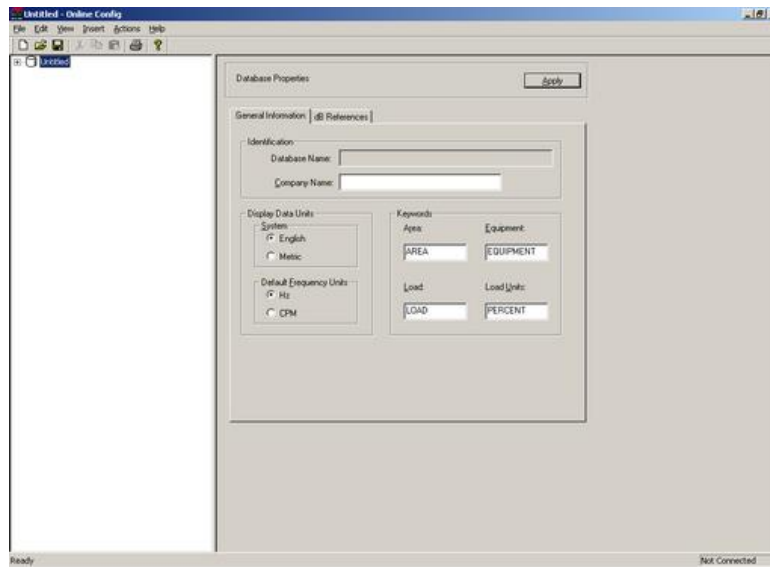 Untitled - Online Config
File Edit View Insert Actions Help
Untitled
Database Properties
Apply
General Information
dB References
Identification
Database Name:
Company Name:
Display Data Units
System
English
Metric
Default Frequency Units
Hz
CPM
Keywords
Area: Equipment:
AREA EQUIPMENT
Load: Load Units:
LOAD PERCENT
Ready
Not Connected